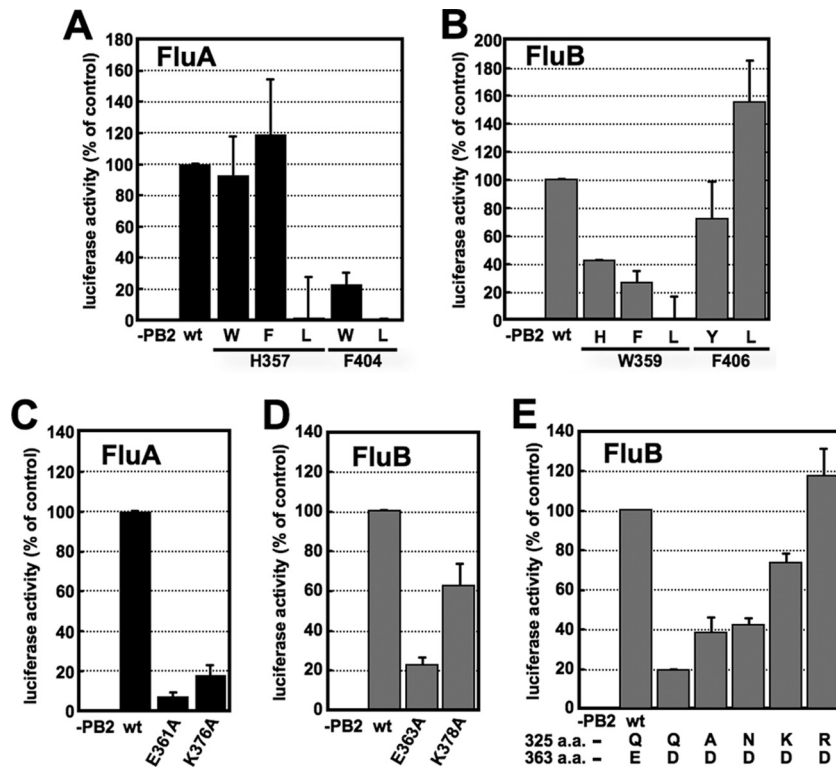 A
FluA
luciferase activity (% of control)
180
160
140
120
100
80
60
40
20
0
-PB2 wt W F L W L
H357 F404
B
FluB
luciferase activity (% of control)
200
180
160
140
120
100
80
60
40
20
0
-PB2 wt H F L Y L
W359 F406
C
FluA
luciferase activity (% of control)
140
120
100
80
60
40
20
0
-PB2 wt E361A K376A
D
FluB
luciferase activity (% of control)
140
120
100
80
60
40
20
0
-PB2 wt E363A K378A
E
FluB
luciferase activity (% of control)
140
120
100
80
60
40
20
0
-PB2 wt
325 a.a. – Q Q A N K R
363 a.a. – E D D D D D